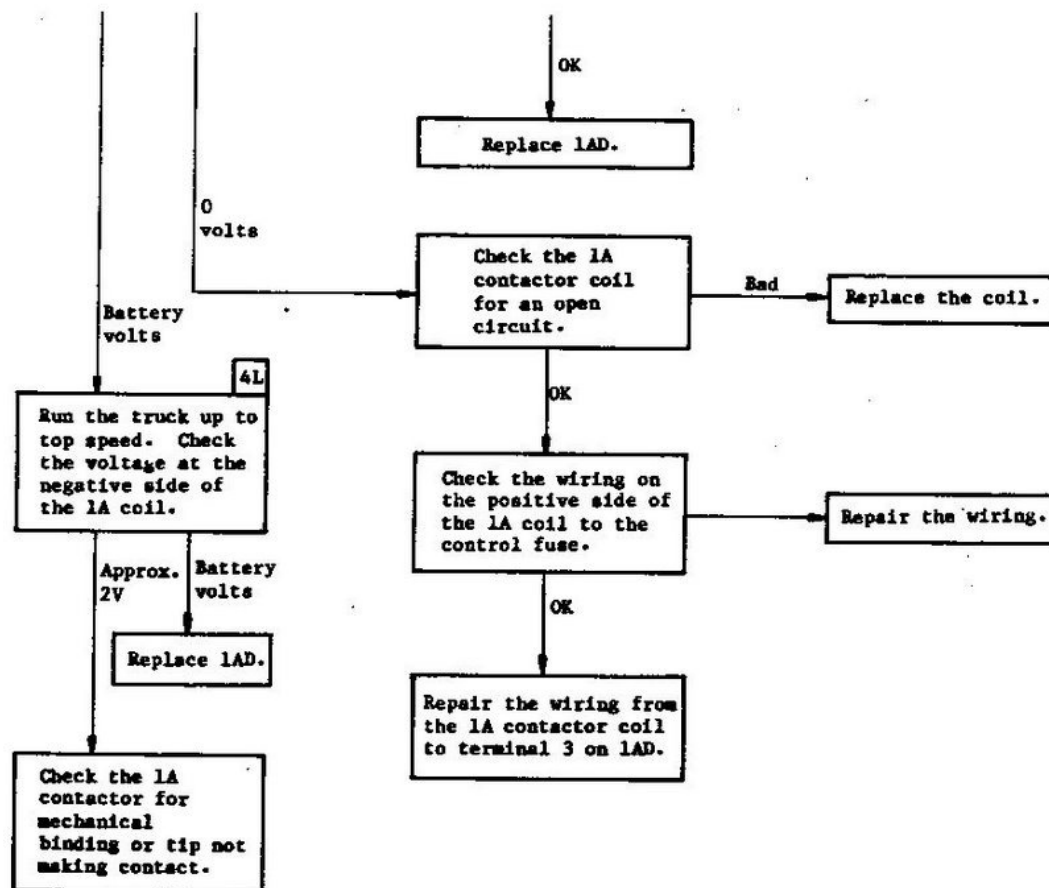 OK
Replace 1AD.
0
volts
Check the 1A
contactor coil
for an open
circuit.
Bad
Replace the coil.
Battery
volts
4L
OK
Run the truck up to
top speed. Check
the voltage at the
negative side of
the 1A coil.
Check the wiring on
the positive side of
the 1A coil to the
control fuse.
Repair the wiring.
Approx.
2V
Battery
volts
OK
Replace 1AD.
Repair the wiring from
the 1A contactor coil
to terminal 3 on 1AD.
Check the 1A
contactor for
mechanical
binding or tip not
making contact.